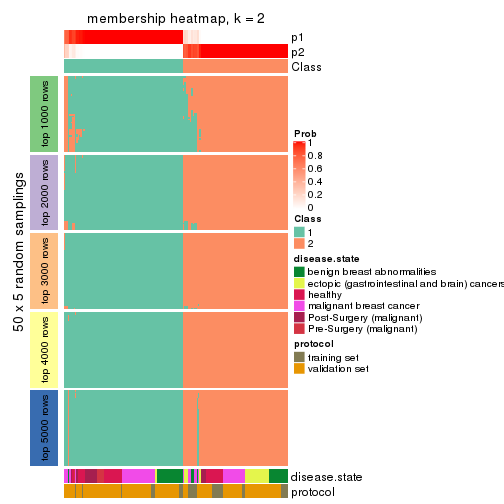 membership heatmap, k = 2
p1
p2
Class
50 x 5 random samplings
top 1000 rows
top 2000 rows
top 3000 rows
top 4000 rows
top 5000 rows
Prob
1
0.8
0.6
0.4
0.2
0
Class
1
2
disease.state
benign breast abnormalities
ectopic (gastrointestinal and brain) cancers
healthy
malignant breast cancer
Post-Surgery (malignant)
Pre-Surgery (malignant)
protocol
training set
validation set
disease.state
protocol